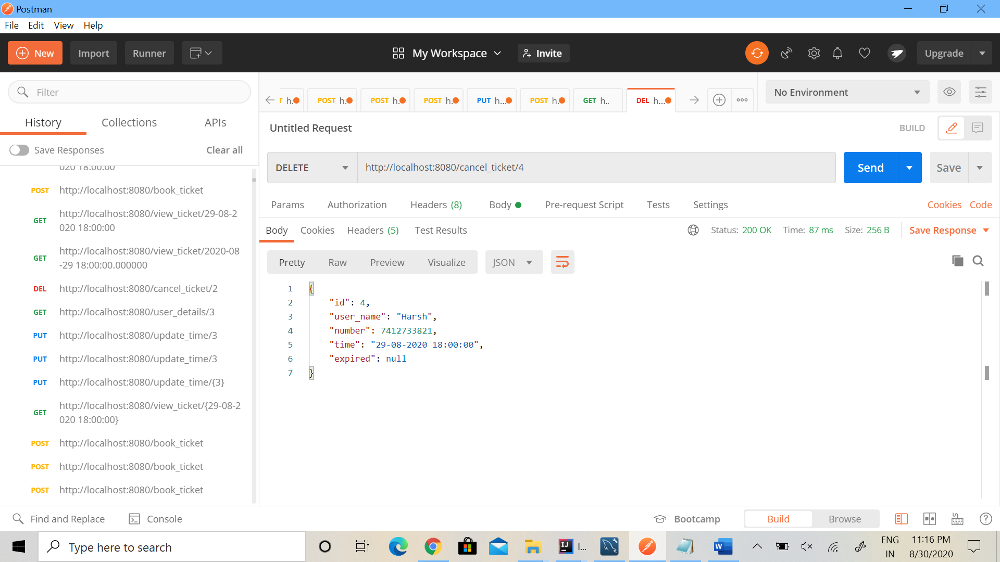 Postman
File Edit View Help
New Import Runner My Workspace Invite Upgrade
Filter
History Collections APIs
Save Responses Clear all
020 18:00:00
POST http://localhost:8080/book_ticket
GET http://localhost:8080/view_ticket/29-08-2
020 18:00:00
GET http://localhost:8080/view_ticket/2020-08
-29 18:00:00.000000
DEL http://localhost:8080/cancel_ticket/2
GET http://localhost:8080/user_details/3
PUT http://localhost:8080/update_time/3
PUT http://localhost:8080/update_time/3
PUT http://localhost:8080/update_time/{3}
GET http://localhost:8080/view_ticket/{29-08-2
020 18:00:00}
POST http://localhost:8080/book_ticket
POST http://localhost:8080/book_ticket
POST http://localhost:8080/book_ticket
T h. POST h. POST h. POST h. PUT h... POST h. GET h.. DEL h...
No Environment
Untitled Request BUILD
DELETE http://localhost:8080/cancel_ticket/4 Send Save
Params Authorization Headers (8) Body Pre-request Script Tests Settings Cookies Code
Body Cookies Headers (5) Test Results Status: 200 OK Time: 87 ms Size: 256 B Save Response
Pretty Raw Preview Visualize JSON
1 {
2 "id": 4,
3 "user_name": "Harsh",
4 "number": 7412733821,
5 "time": "29-08-2020 18:00:00",
6 "expired": null
7 }
Find and Replace Console Bootcamp Build Browse
Type here to search I... ENG 11:16 PM
IN 8/30/2020